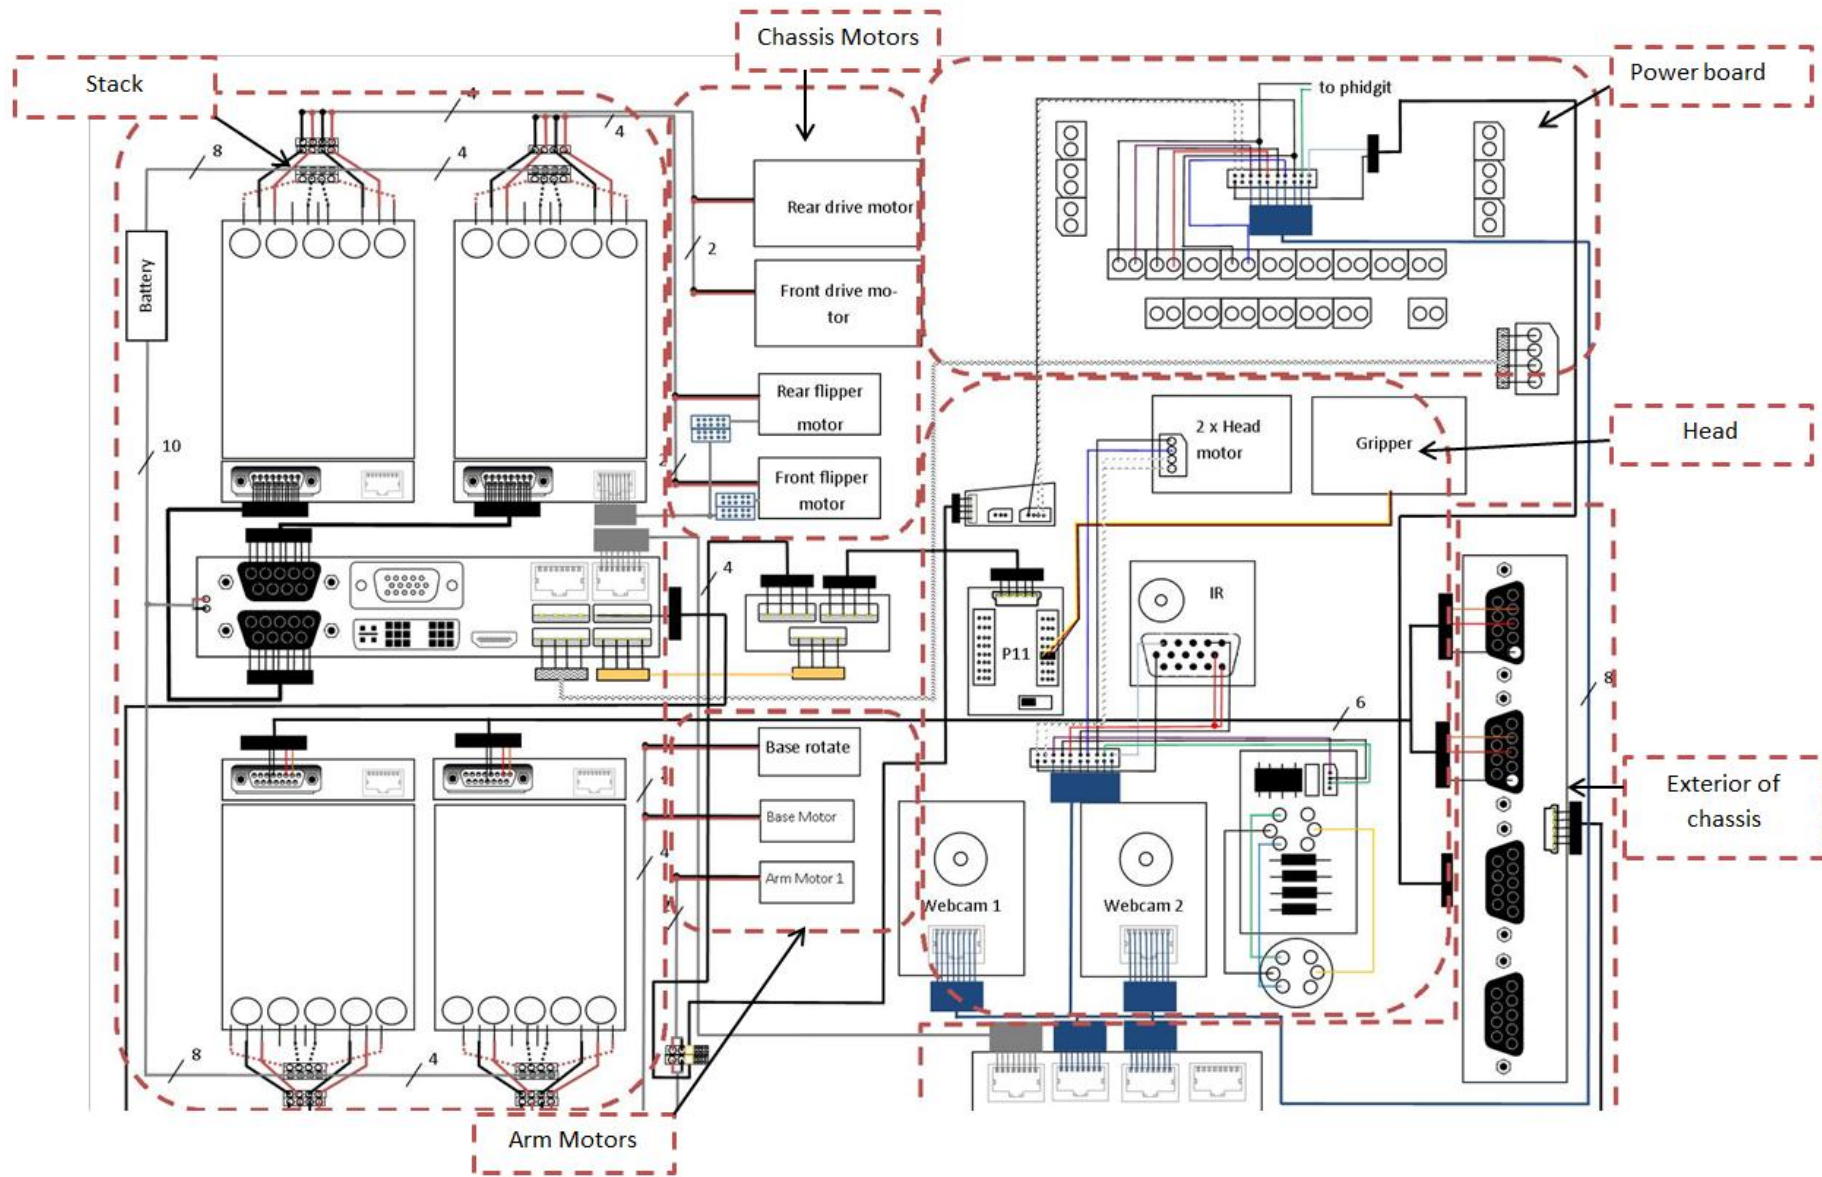 Chassis Motors
Stack
Power board
to phidgit
4
4
8
4
Rear drive motor
2
Battery
Front drive mo-
tor
Rear flipper
motor
10
2 x Head
motor
Gripper
Head
Front flipper
motor
4
IR
P11
8
6
Base rotate
Exterior of
chassis
Base Motor
4
Arm Motor 1
Webcam 1
Webcam 2
8
4
Arm Motors